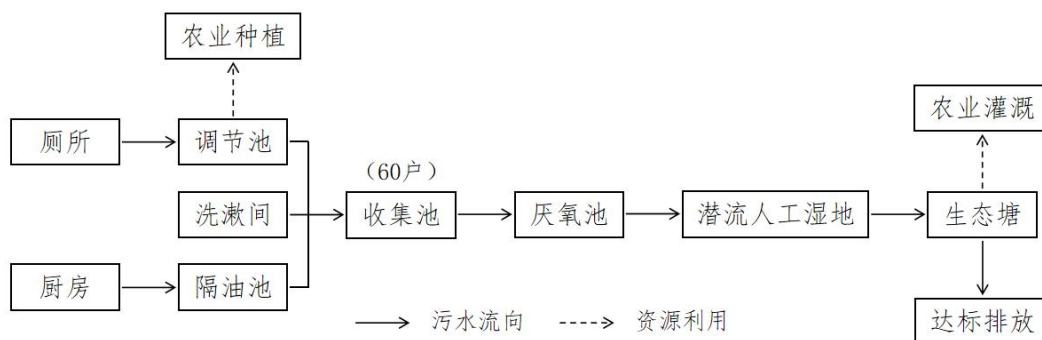 农业种植
农业灌溉
厕所
调节池
(60户)
洗漱间
收集池
厌氧池
潜流人工湿地
生态塘
厨房
隔油池
污水流向
资源利用
达标排放